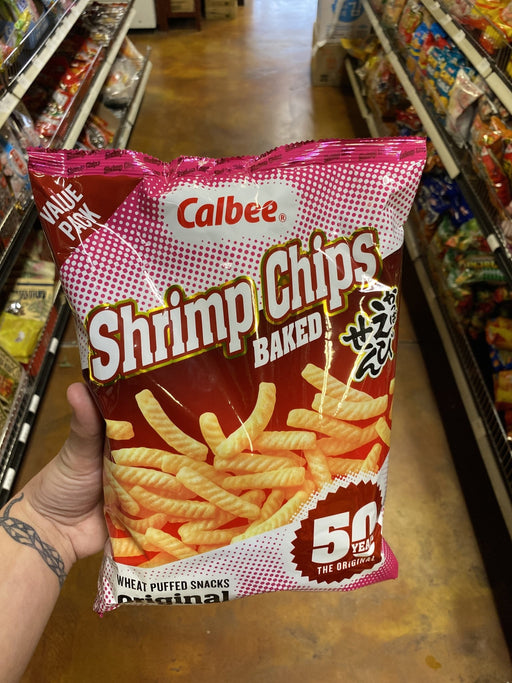 VALUE
PACK
Calbee®
Shrimp Chips
BAKED
かっぱ
えび
せん
50
YEARS
THE ORIGINAL
WHEAT PUFFED SNACKS
original